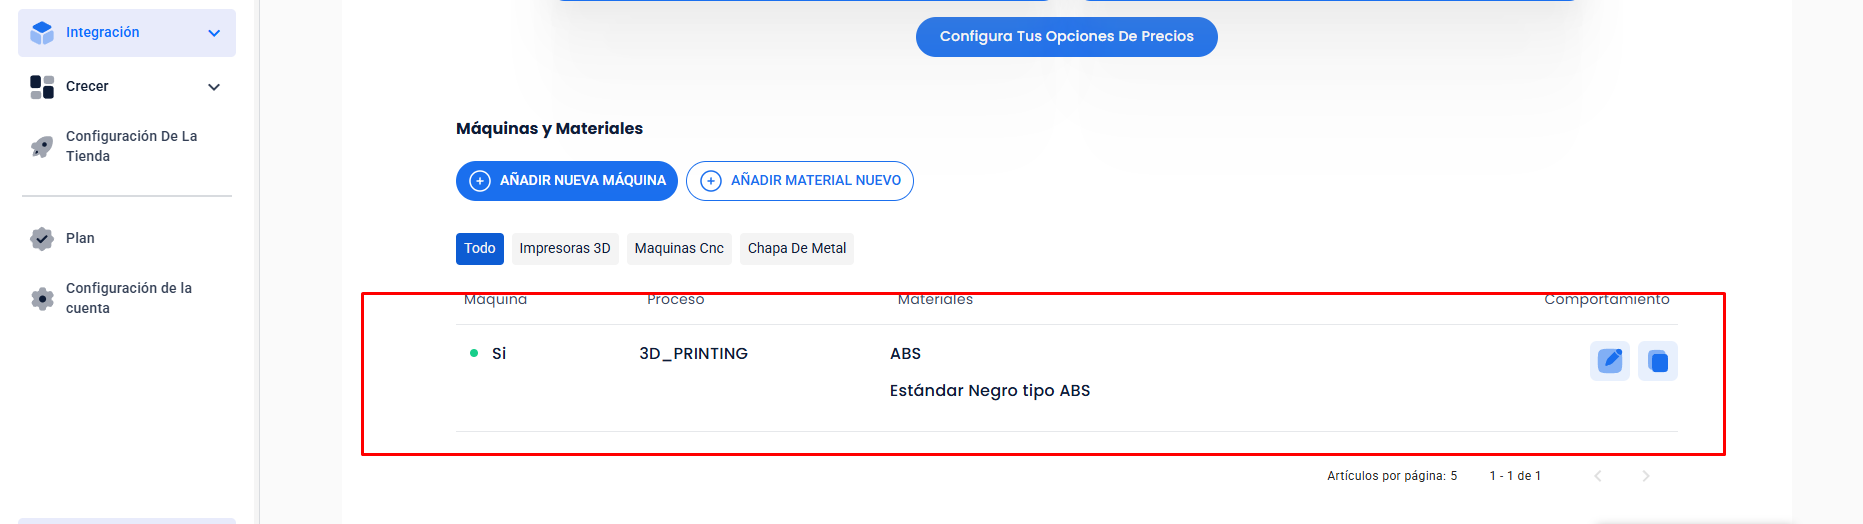 Integración
Crecer
Configuración De La
Tienda
Plan
Configuración de la
cuenta
Configura Tus Opciones De Precios
Máquinas y Materiales
AÑADIR NUEVA MÁQUINA
AÑADIR MATERIAL NUEVO
Todo
Impresoras 3D
Maquinas Cnc
Chapa De Metal
Máquina Proceso Materiales Comportamiento
Si 3D_PRINTING ABS
Estándar Negro tipo ABS
Artículos por página: 5 1 - 1 de 1